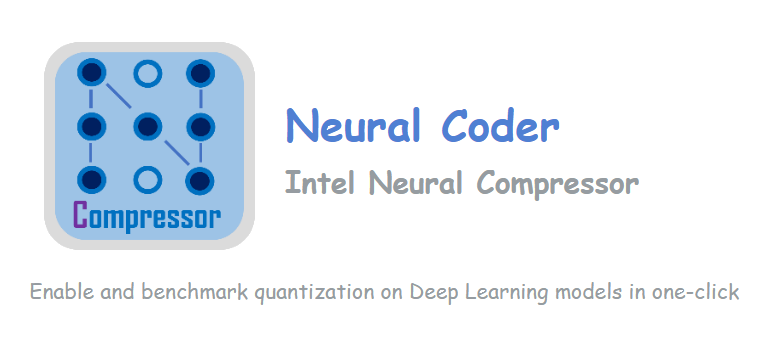 Neural Coder
Intel Neural Compressor
Compressor
Enable and benchmark quantization on Deep Learning models in one-click